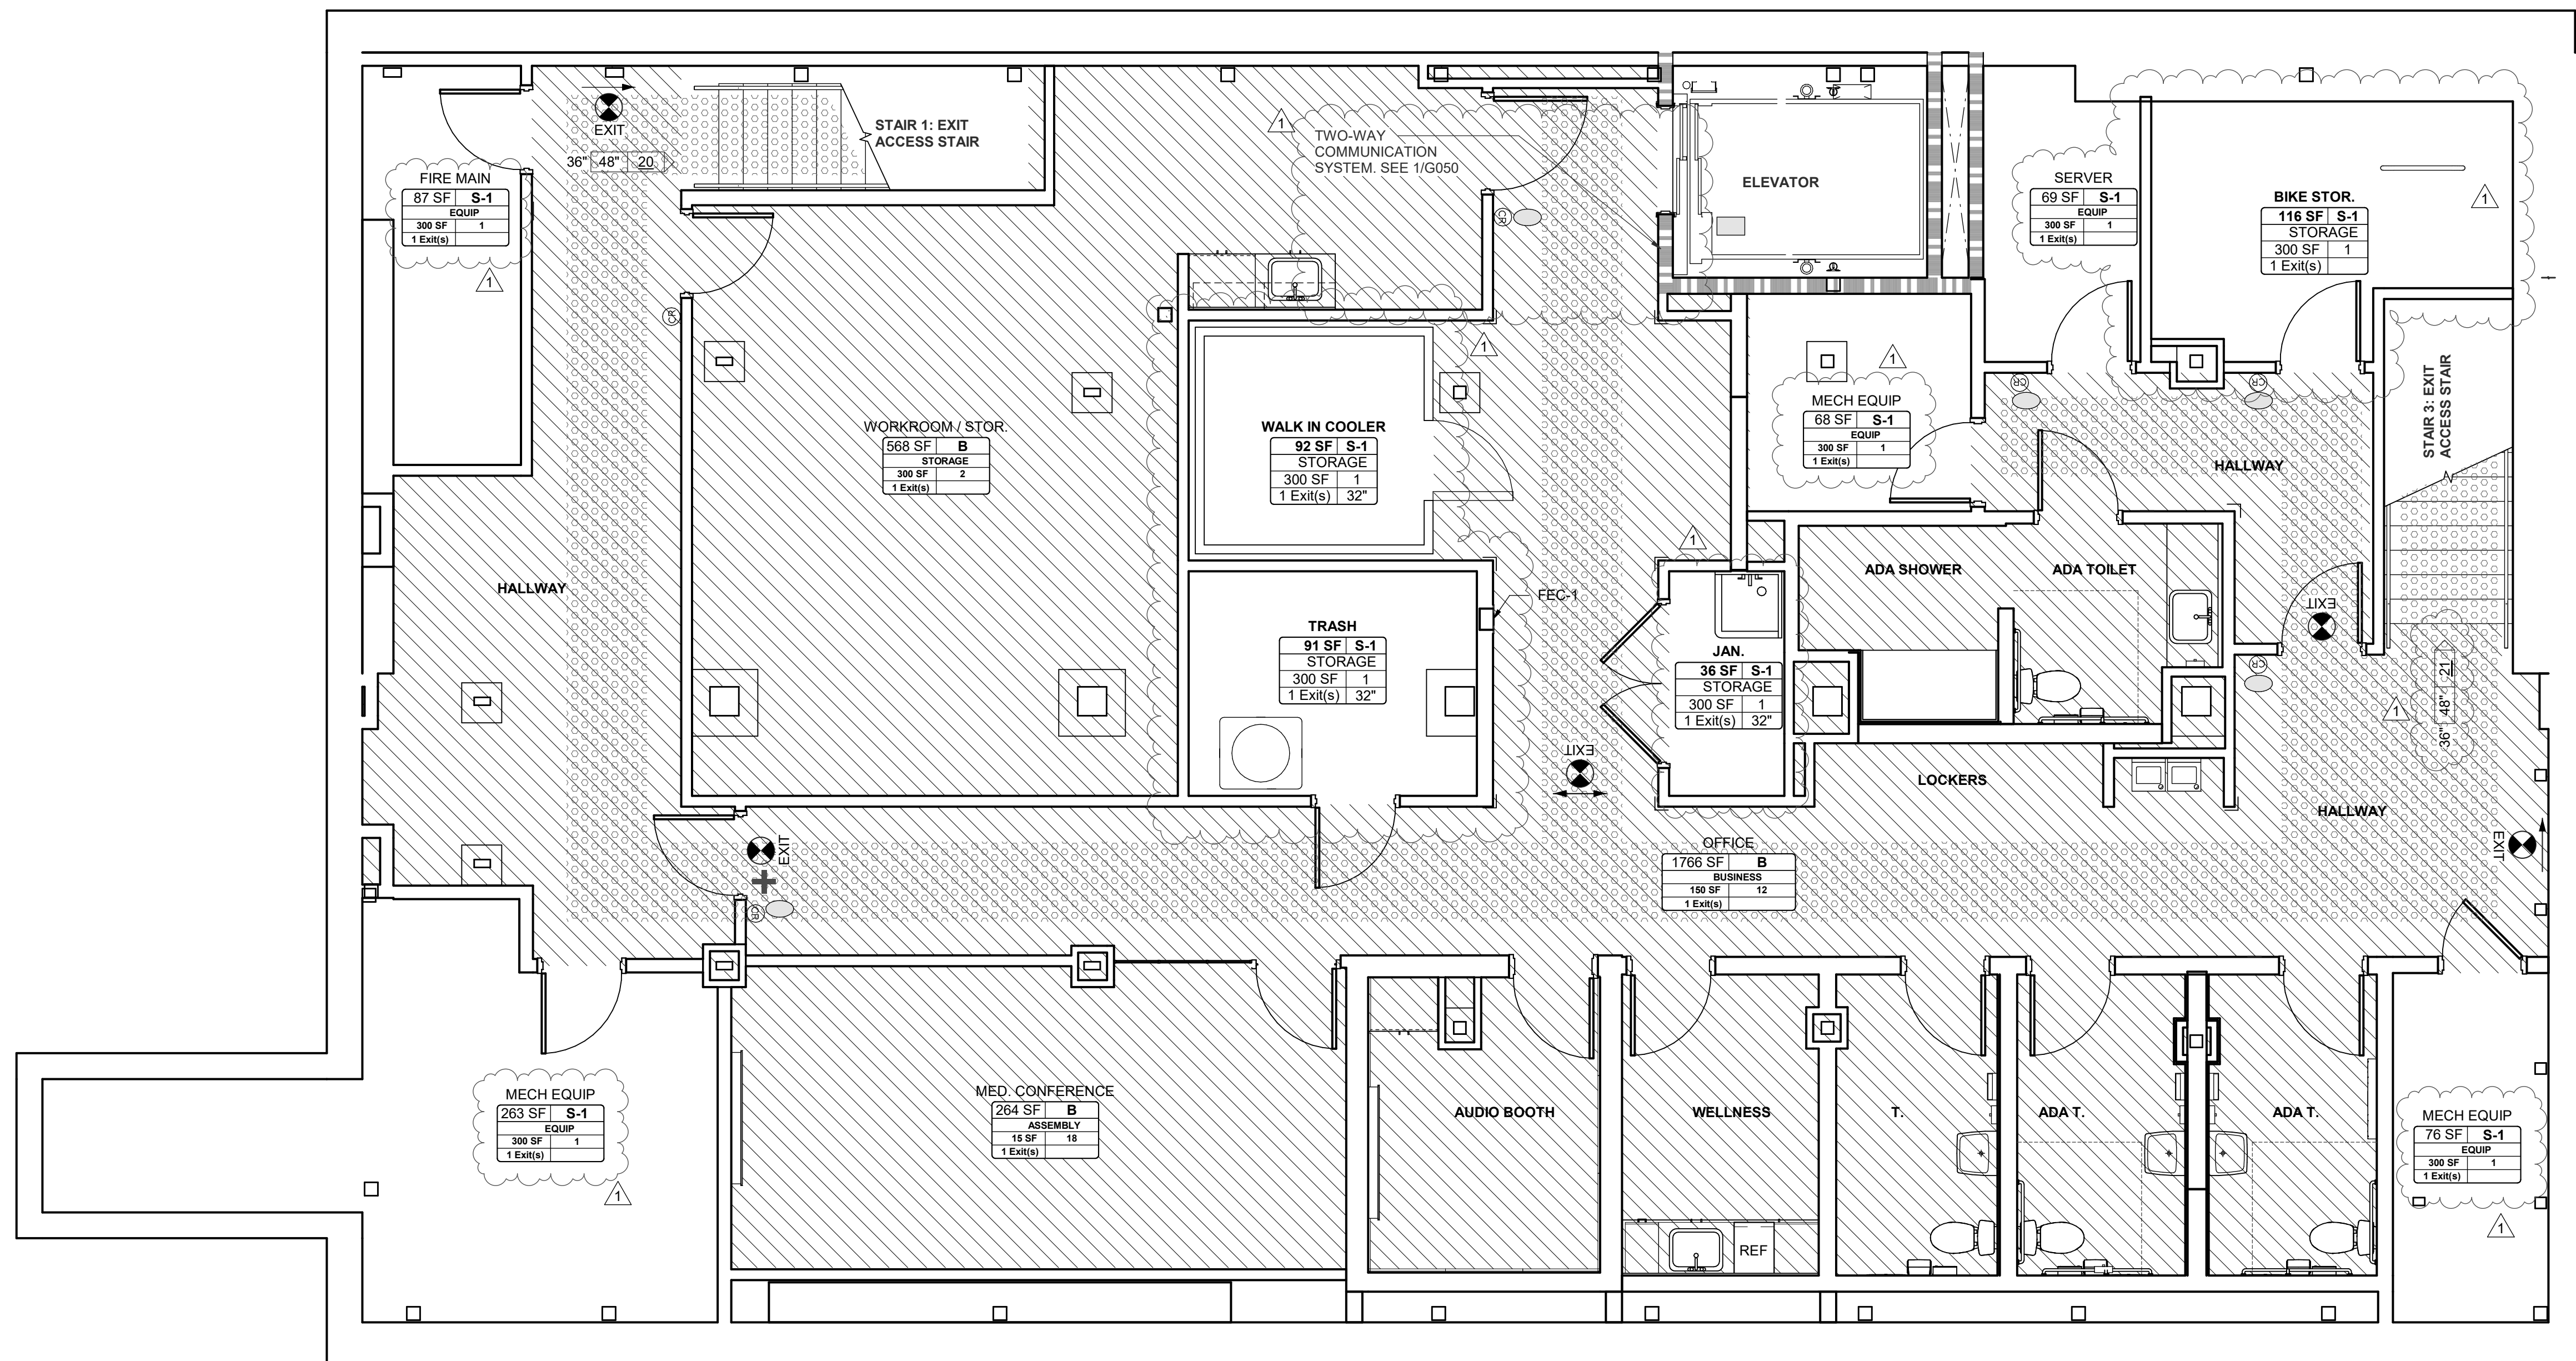 EXIT
36" 48" 20
STAIR 1: EXIT
ACCESS STAIR
FIRE MAIN
87 SF S-1
EQUIP
300 SF 1
1 Exit(s)
1
1
TWO-WAY
COMMUNICATION
SYSTEM. SEE 1/G050
CR
ELEVATOR
SERVER
69 SF S-1
EQUIP
300 SF 1
1 Exit(s)
BIKE STOR.
116 SF S-1
STORAGE
300 SF 1
1 Exit(s)
1
CR
1
WORKROOM / STOR.
568 SF B
STORAGE
300 SF 2
1 Exit(s)
WALK IN COOLER
92 SF S-1
STORAGE
300 SF 1
1 Exit(s) 32"
1
MECH EQUIP
68 SF S-1
EQUIP
300 SF 1
1 Exit(s)
CR
CR
STAIR 3: EXIT
ACCESS STAIR
HALLWAY
HALLWAY
1
ADA SHOWER
ADA TOILET
FEC-1
TRASH
91 SF S-1
STORAGE
300 SF 1
1 Exit(s) 32"
JAN.
36 SF S-1
STORAGE
300 SF 1
1 Exit(s) 32"
EXIT
CR
1
36" 48" 21
EXIT
LOCKERS
HALLWAY
EXIT
CR
OFFICE
1766 SF B
BUSINESS
150 SF 12
1 Exit(s)
EXIT
MECH EQUIP
263 SF S-1
EQUIP
300 SF 1
1 Exit(s)
1
MED. CONFERENCE
264 SF B
ASSEMBLY
15 SF 18
1 Exit(s)
AUDIO BOOTH
WELLNESS
T.
ADA T.
ADA T.
MECH EQUIP
76 SF S-1
EQUIP
300 SF 1
1 Exit(s)
1
REF